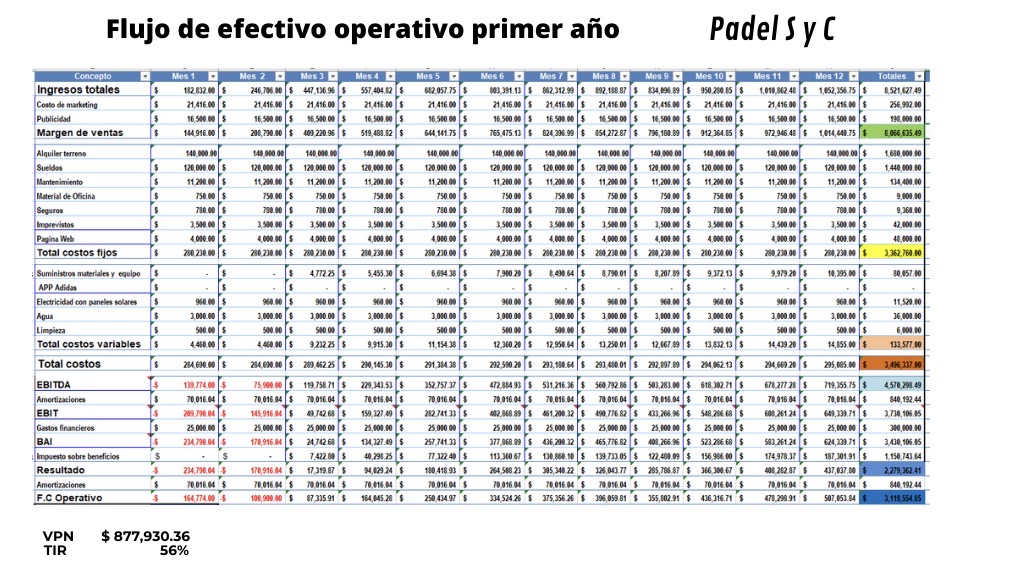 Flujo de efectivo operativo primer año Padel S y C
Concepto Mes 1 Mes 2 Mes 3 Mes 4 Mes 5 Mes 6 Mes 7 Mes 8 Mes 9 Mes 10 Mes 11 Mes 12 Totales
Ingresos totales $ 182,832.00 $ 246,706.00 $ 447,136.96 $ 557,404.82 $ 682,057.75 $ 803,391.13 $ 862,312.99 $ 892,188.87 $ 834,096.89 $ 950,280.85 $ 1,010,862.48 $ 1,052,356.75 $ 8,521,627.49
Costo de marketing $ 21,416.00 $ 21,416.00 $ 21,416.00 $ 21,416.00 $ 21,416.00 $ 21,416.00 $ 21,416.00 $ 21,416.00 $ 21,416.00 $ 21,416.00 $ 21,416.00 $ 21,416.00 $ 256,992.00
Publicidad $ 16,500.00 $ 16,500.00 $ 16,500.00 $ 16,500.00 $ 16,500.00 $ 16,500.00 $ 16,500.00 $ 16,500.00 $ 16,500.00 $ 16,500.00 $ 16,500.00 $ 16,500.00 $ 198,000.00
Margen de ventas $ 144,916.00 $ 208,790.00 $ 409,220.96 $ 519,488.82 $ 644,141.75 $ 765,475.13 $ 824,396.99 $ 854,272.87 $ 796,180.89 $ 912,364.85 $ 972,946.48 $ 1,014,440.75 $ 8,066,635.49
Alquiler terreno 140,000.00 140,000.00 140,000.00 140,000.00 140,000.00 140,000.00 140,000.00 140,000.00 140,000.00 140,000.00 140,000.00 140,000.00 $ 1,680,000.00
Sueldos $ 120,000.00 $ 120,000.00 $ 120,000.00 $ 120,000.00 $ 120,000.00 $ 120,000.00 $ 120,000.00 $ 120,000.00 $ 120,000.00 $ 120,000.00 $ 120,000.00 $ 120,000.00 $ 1,440,000.00
Mantenimiento $ 11,200.00 $ 11,200.00 $ 11,200.00 $ 11,200.00 $ 11,200.00 $ 11,200.00 $ 11,200.00 $ 11,200.00 $ 11,200.00 $ 11,200.00 $ 11,200.00 $ 11,200.00 $ 134,400.00
Material de Oficina $ 750.00 $ 750.00 $ 750.00 $ 750.00 $ 750.00 $ 750.00 $ 750.00 $ 750.00 $ 750.00 $ 750.00 $ 750.00 $ 750.00 $ 9,000.00
Seguros $ 780.00 $ 780.00 $ 780.00 $ 780.00 $ 780.00 $ 780.00 $ 780.00 $ 780.00 $ 780.00 $ 780.00 $ 780.00 $ 780.00 $ 9,360.00
Imprevistos $ 3,500.00 $ 3,500.00 $ 3,500.00 $ 3,500.00 $ 3,500.00 $ 3,500.00 $ 3,500.00 $ 3,500.00 $ 3,500.00 $ 3,500.00 $ 3,500.00 $ 3,500.00 $ 42,000.00
Pagina Web $ 4,000.00 $ 4,000.00 $ 4,000.00 $ 4,000.00 $ 4,000.00 $ 4,000.00 $ 4,000.00 $ 4,000.00 $ 4,000.00 $ 4,000.00 $ 4,000.00 $ 4,000.00 $ 48,000.00
Total costos fijos $ 280,230.00 $ 280,230.00 $ 280,230.00 $ 280,230.00 $ 280,230.00 $ 280,230.00 $ 280,230.00 $ 280,230.00 $ 280,230.00 $ 280,230.00 $ 280,230.00 $ 280,230.00 $ 3,362,760.00
Suministros materiales y equipo $ - $ - $ 4,772.25 $ 5,455.30 $ 6,694.38 $ 7,900.20 $ 8,490.64 $ 8,790.01 $ 8,207.89 $ 9,372.13 $ 9,979.20 $ 10,395.00 $ 80,057.00
APP Adidas $ - $ - $ - $ - $ - $ - $ - $ - $ - $ - $ - $ - $ -
Electricidad con paneles solares $ 960.00 $ 960.00 $ 960.00 $ 960.00 $ 960.00 $ 960.00 $ 960.00 $ 960.00 $ 960.00 $ 960.00 $ 960.00 $ 960.00 $ 11,520.00
Agua $ 3,000.00 $ 3,000.00 $ 3,000.00 $ 3,000.00 $ 3,000.00 $ 3,000.00 $ 3,000.00 $ 3,000.00 $ 3,000.00 $ 3,000.00 $ 3,000.00 $ 3,000.00 $ 36,000.00
Limpieza $ 500.00 $ 500.00 $ 500.00 $ 500.00 $ 500.00 $ 500.00 $ 500.00 $ 500.00 $ 500.00 $ 500.00 $ 500.00 $ 500.00 $ 6,000.00
Total costos variables $ 4,460.00 $ 4,460.00 $ 9,232.25 $ 9,915.30 $ 11,154.38 $ 12,360.20 $ 12,950.64 $ 13,250.01 $ 12,667.89 $ 13,832.13 $ 14,439.20 $ 14,855.00 $ 133,577.00
Total costos $ 284,690.00 $ 284,690.00 $ 289,462.25 $ 290,145.30 $ 291,384.38 $ 292,590.20 $ 293,180.64 $ 293,480.01 $ 292,897.89 $ 294,062.13 $ 294,669.20 $ 295,085.00 $ 3,496,337.00
EBITDA -$ 139,774.00 -$ 75,900.00 $ 119,758.71 $ 229,343.53 $ 352,757.37 $ 472,884.93 $ 531,216.36 $ 560,792.86 $ 503,283.00 $ 618,302.71 $ 678,277.28 $ 719,355.75 $ 4,570,298.49
Amortizaciones 70,016.04 70,016.04 70,016.04 70,016.04 70,016.04 70,016.04 70,016.04 70,016.04 70,016.04 70,016.04 70,016.04 70,016.04 $ 840,192.44
EBIT -$ 209,790.04 -$ 145,916.04 $ 49,742.68 $ 159,327.49 $ 282,741.33 $ 402,868.89 $ 461,200.32 $ 490,776.82 $ 433,266.96 $ 548,286.68 $ 608,261.24 $ 649,339.71 $ 3,730,106.05
Gastos financieros $ 25,000.00 $ 25,000.00 $ 25,000.00 $ 25,000.00 $ 25,000.00 $ 25,000.00 $ 25,000.00 $ 25,000.00 $ 25,000.00 $ 25,000.00 $ 25,000.00 $ 25,000.00 $ 300,000.00
BAI -$ 234,790.04 -$ 170,916.04 $ 24,742.68 $ 134,327.49 $ 257,741.33 $ 377,868.89 $ 436,200.32 $ 465,776.82 $ 408,266.96 $ 523,286.68 $ 583,261.24 $ 624,339.71 $ 3,430,106.05
Impuesto sobre beneficios $ - $ - $ 7,422.80 $ 40,298.25 $ 77,322.40 $ 113,360.67 $ 130,860.10 $ 139,733.05 $ 122,480.09 $ 156,986.00 $ 174,978.37 $ 187,301.91 $ 1,150,743.64
Resultado -$ 234,790.04 -$ 170,916.04 $ 17,319.87 $ 94,029.24 $ 180,418.93 $ 264,508.23 $ 305,340.22 $ 326,043.77 $ 285,786.87 $ 366,300.67 $ 408,282.87 $ 437,037.80 $ 2,279,362.41
Amortizaciones 70,016.04 70,016.04 70,016.04 70,016.04 70,016.04 70,016.04 70,016.04 70,016.04 70,016.04 70,016.04 70,016.04 70,016.04 $ 840,192.44
F.C Operativo -$ 164,774.00 -$ 100,900.00 $ 87,335.91 $ 164,045.28 $ 250,434.97 $ 334,524.26 $ 375,356.26 $ 396,059.81 $ 355,802.91 $ 436,316.71 $ 478,298.91 $ 507,053.84 $ 3,119,554.85
VPN $ 877,930.36
TIR 56%